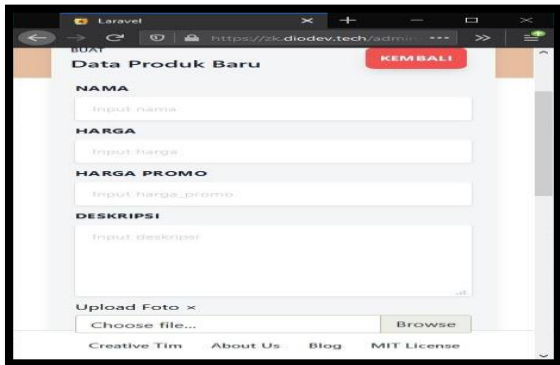 Laravel
https://zk.diodev.tech/admin
BUAT
Data Produk Baru
KEMBALI
NAMA
Input nama
HARGA
Input harga
HARGA PROMO
Input harga_promo
DESKRIPSI
Input deskripsi
Upload Foto ×
Choose file...
Browse
Creative Tim About Us Blog MIT License